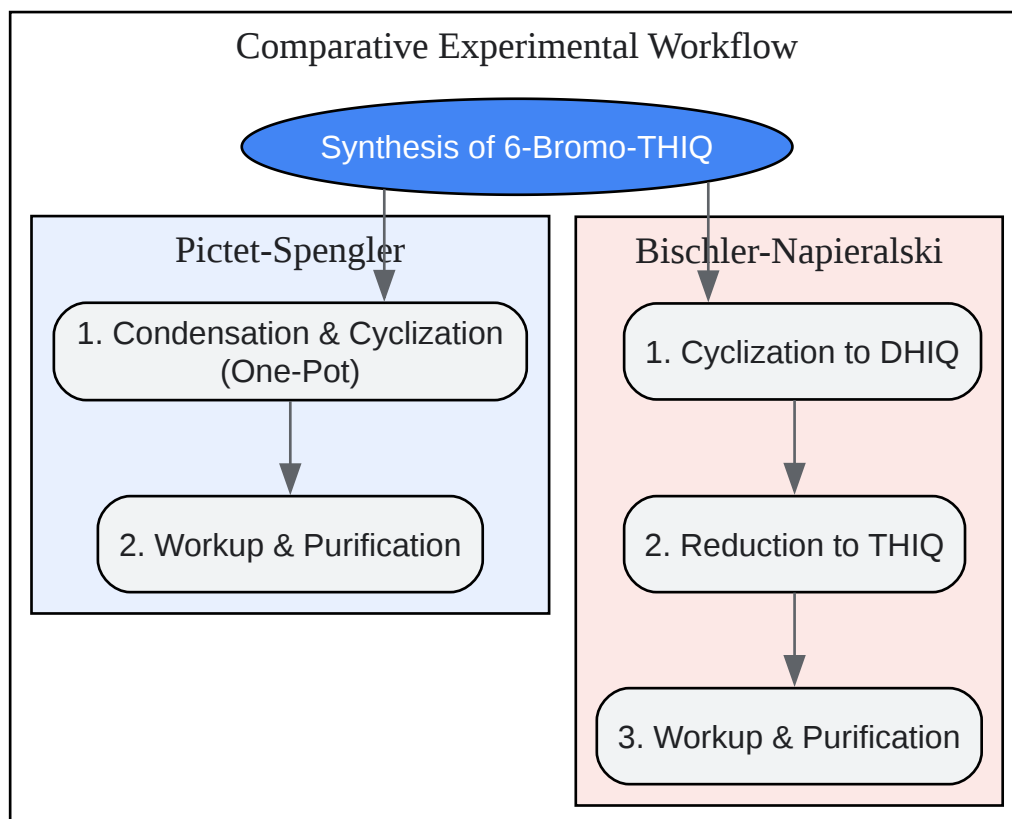 Comparative Experimental Workflow
Synthesis of 6-Bromo-THIQ
Pictet-Spengler
1. Condensation & Cyclization
(One-Pot)
2. Workup & Purification
Bischler-Napieralski
1. Cyclization to DHIQ
2. Reduction to THIQ
3. Workup & Purification